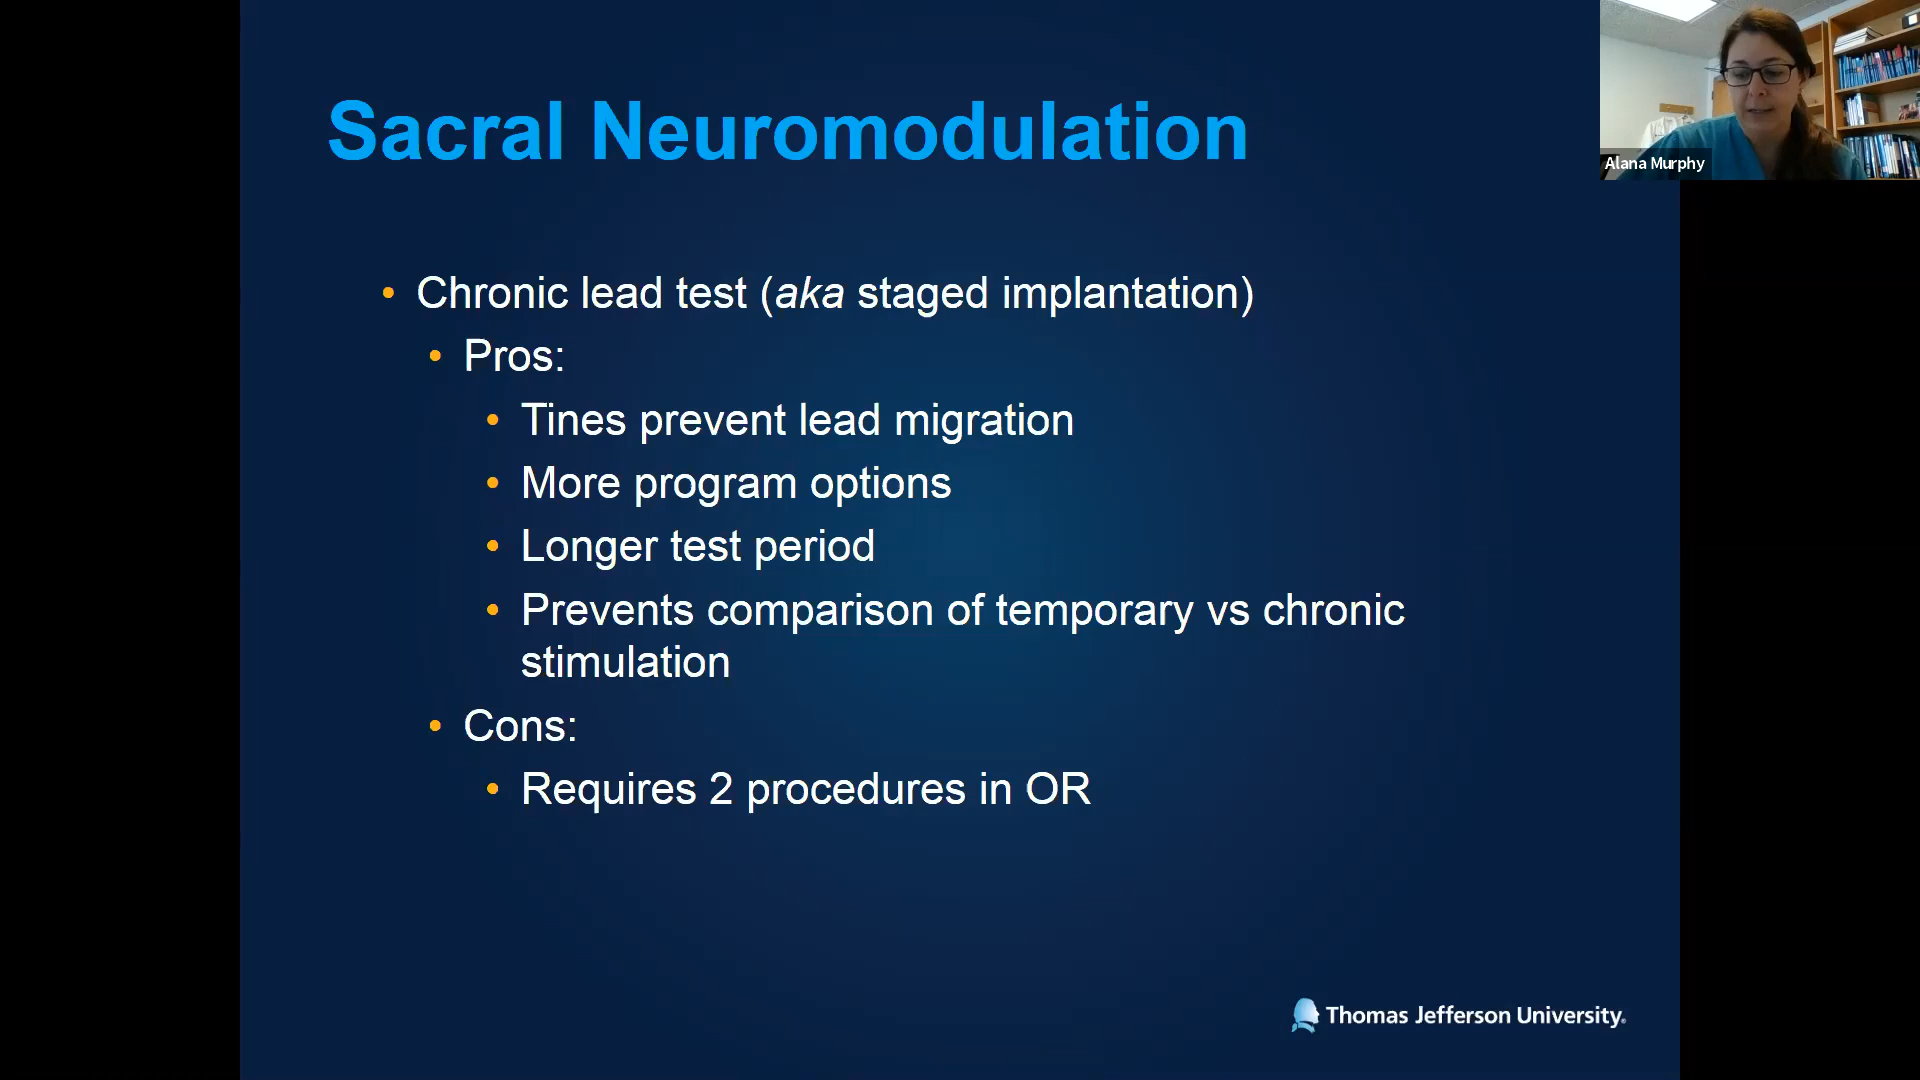 Sacral Neuromodulation
Alana Murphy
• Chronic lead test (aka staged implantation)
• Pros:
• Tines prevent lead migration
• More program options
• Longer test period
• Prevents comparison of temporary vs chronic
stimulation
• Cons:
• Requires 2 procedures in OR
Thomas Jefferson University®